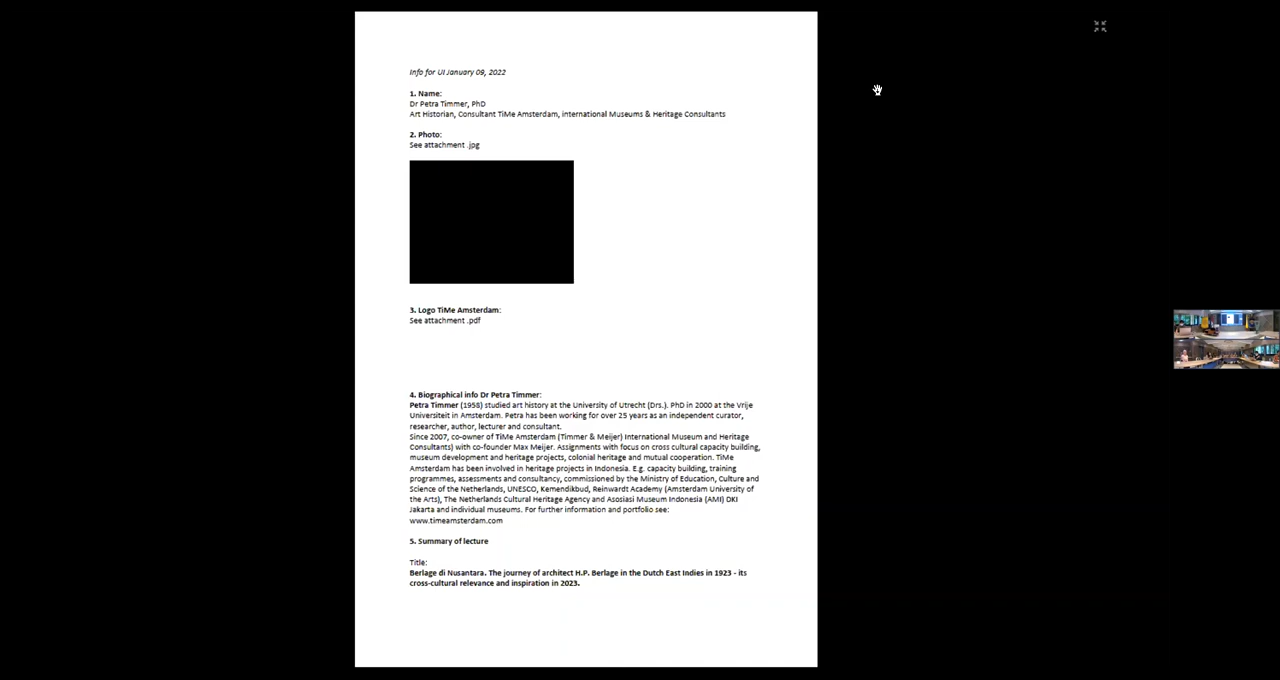 Info for UI January 09, 2022
1. Name:
Dr Petra Timmer, PhD
Art Historian, Consultant TiMe Amsterdam, international Museums & Heritage Consultants
2. Photo:
See attachment .jpg
3. Logo TiMe Amsterdam:
See attachment .pdf
4. Biographical info Dr Petra Timmer:
Petra Timmer (1958) studied art history at the University of Utrecht (Drs.). PhD in 2000 at the Vrije
Universiteit in Amsterdam. Petra has been working for over 25 years as an independent curator,
researcher, author, lecturer and consultant.
Since 2007, co-owner of TiMe Amsterdam (Timmer & Meijer) International Museum and Heritage
Consultants) with co-founder Max Meijer. Assignments with focus on cross cultural capacity building,
museum development and heritage projects, colonial heritage and mutual cooperation. TiMe
Amsterdam has been involved in heritage projects in Indonesia. E.g. capacity building, training
programmes, assessments and consultancy, commissioned by the Ministry of Education, Culture and
Science of the Netherlands, UNESCO, Kemendikbud, Reinwardt Academy (Amsterdam University of
the Arts), The Netherlands Cultural Heritage Agency and Asosiasi Museum Indonesia (AMI) DKI
Jakarta and individual museums. For further information and portfolio see:
www.timeamsterdam.com
5. Summary of lecture
Title:
Berlage di Nusantara. The journey of architect H.P. Berlage in the Dutch East Indies in 1923 - its
cross-cultural relevance and inspiration in 2023.